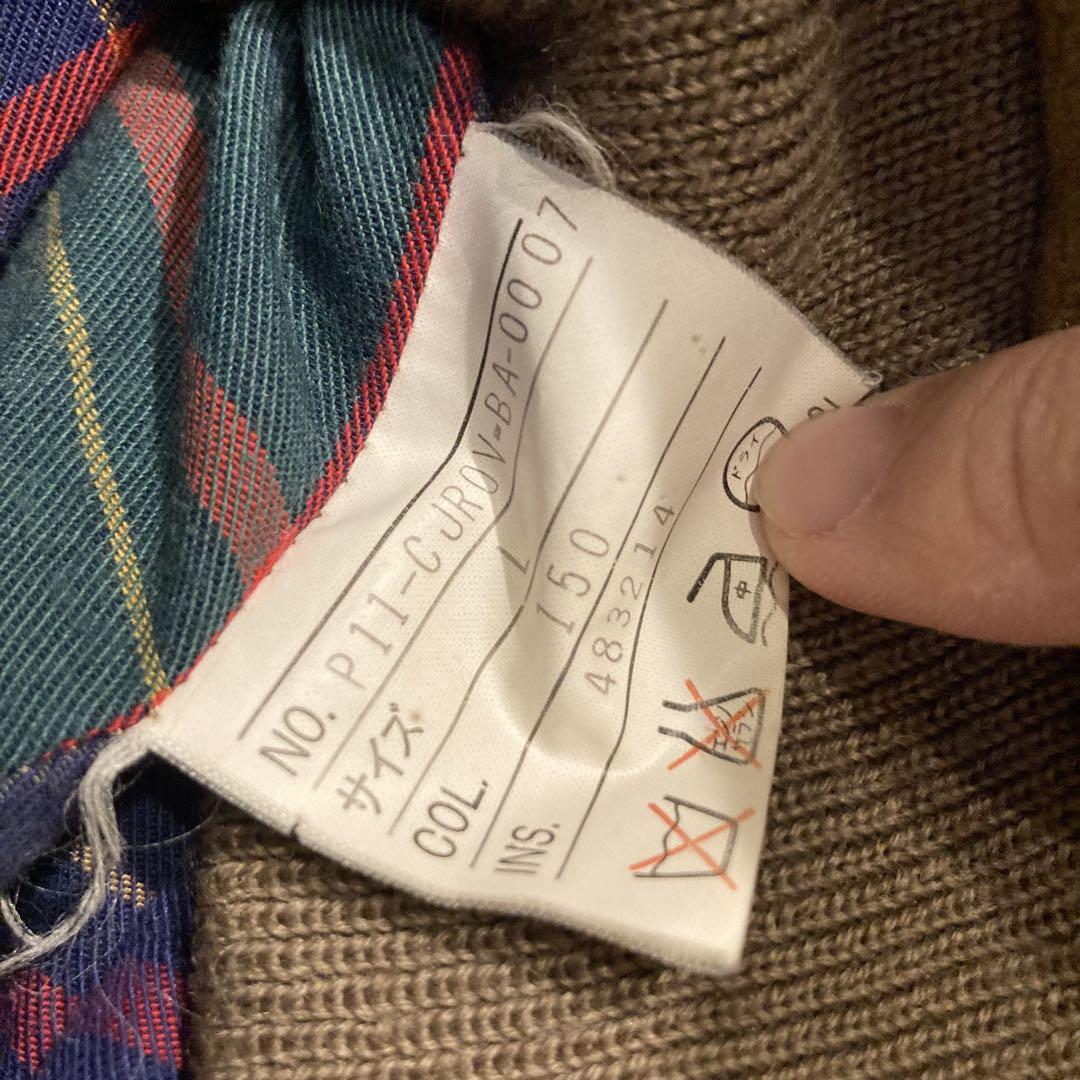 NO. P11-CJROV-BA-0007
サイズ
COL. 150
INS. 483214
ドライ
中